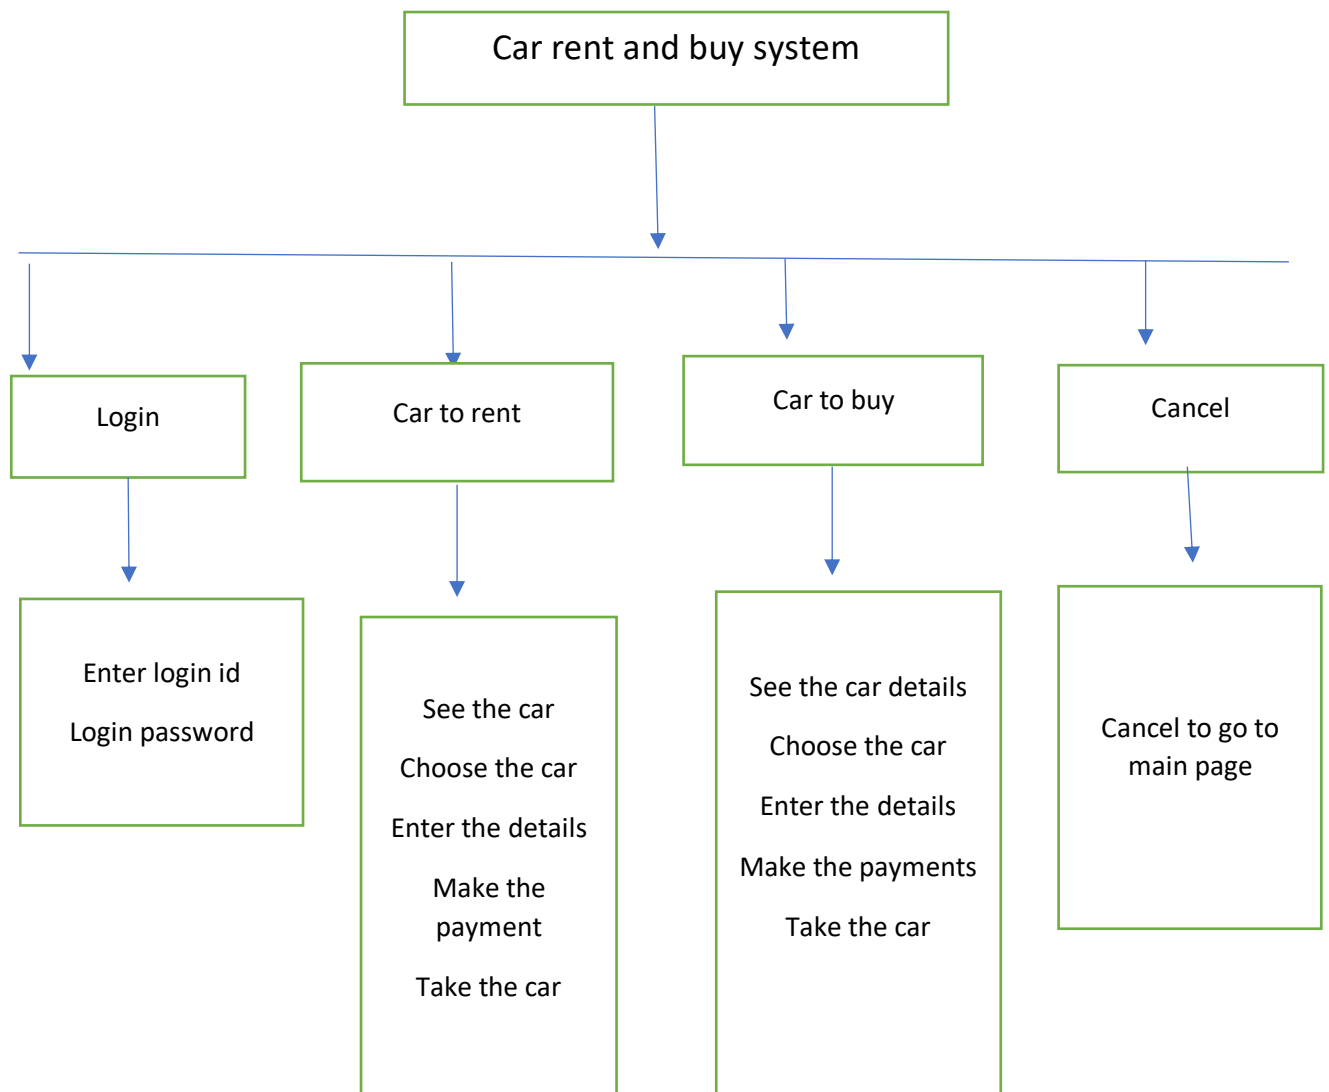 Car rent and buy system
Login
Car to rent
Car to buy
Cancel
Enter login id
Login password
See the car
Choose the car
Enter the details
Make the
payment
Take the car
See the car details
Choose the car
Enter the details
Make the payments
Take the car
Cancel to go to
main page